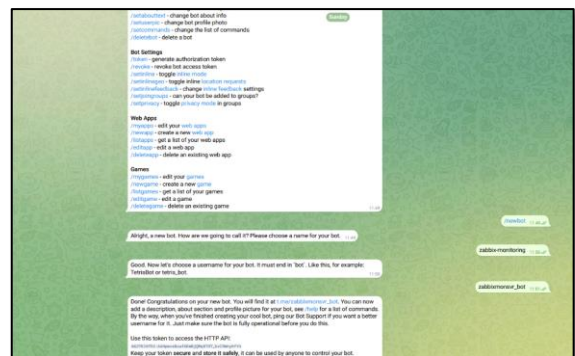 /setabouttext - change bot about info
/setuserpic - change bot profile photo
/setcommands - change the list of commands
/deletebot - delete a bot
Sunday
Bot Settings
/token - generate authorization token
/revoke - revoke bot access token
/setinline - toggle inline mode
/setinlinegeo - toggle inline location requests
/setinlinefeedback - change inline feedback settings
/setjoingroups - can your bot be added to groups?
/setprivacy - toggle privacy mode in groups
Web Apps
/myapps - edit your web apps
/newapp - create a new web app
/listapps - get a list of your web apps
/editapp - edit a web app
/deleteapp - delete an existing web app
Games
/mygames - edit your games
/newgame - create a new game
/listgames - get a list of your games
/editgame - edit a game
/deletegame - delete an existing game
/newbot
Alright, a new bot. How are we going to call it? Please choose a name for your bot.
zabbix-monitoring
Good. Now let's choose a username for your bot. It must end in `bot`. Like this, for example:
TetrisBot or tetris_bot.
Done! Congratulations on your new bot. You will find it at
You can now
add a description, about section and profile picture for your bot, see /help for a list of commands.
By the way, when you've finished creating your cool bot, ping our Bot Support if you want a better
username for it. Just make sure the bot is fully operational before you do this.
Use this token to access the HTTP API:
Keep your token secure and store it safely, it can be used by anyone to control your bot.